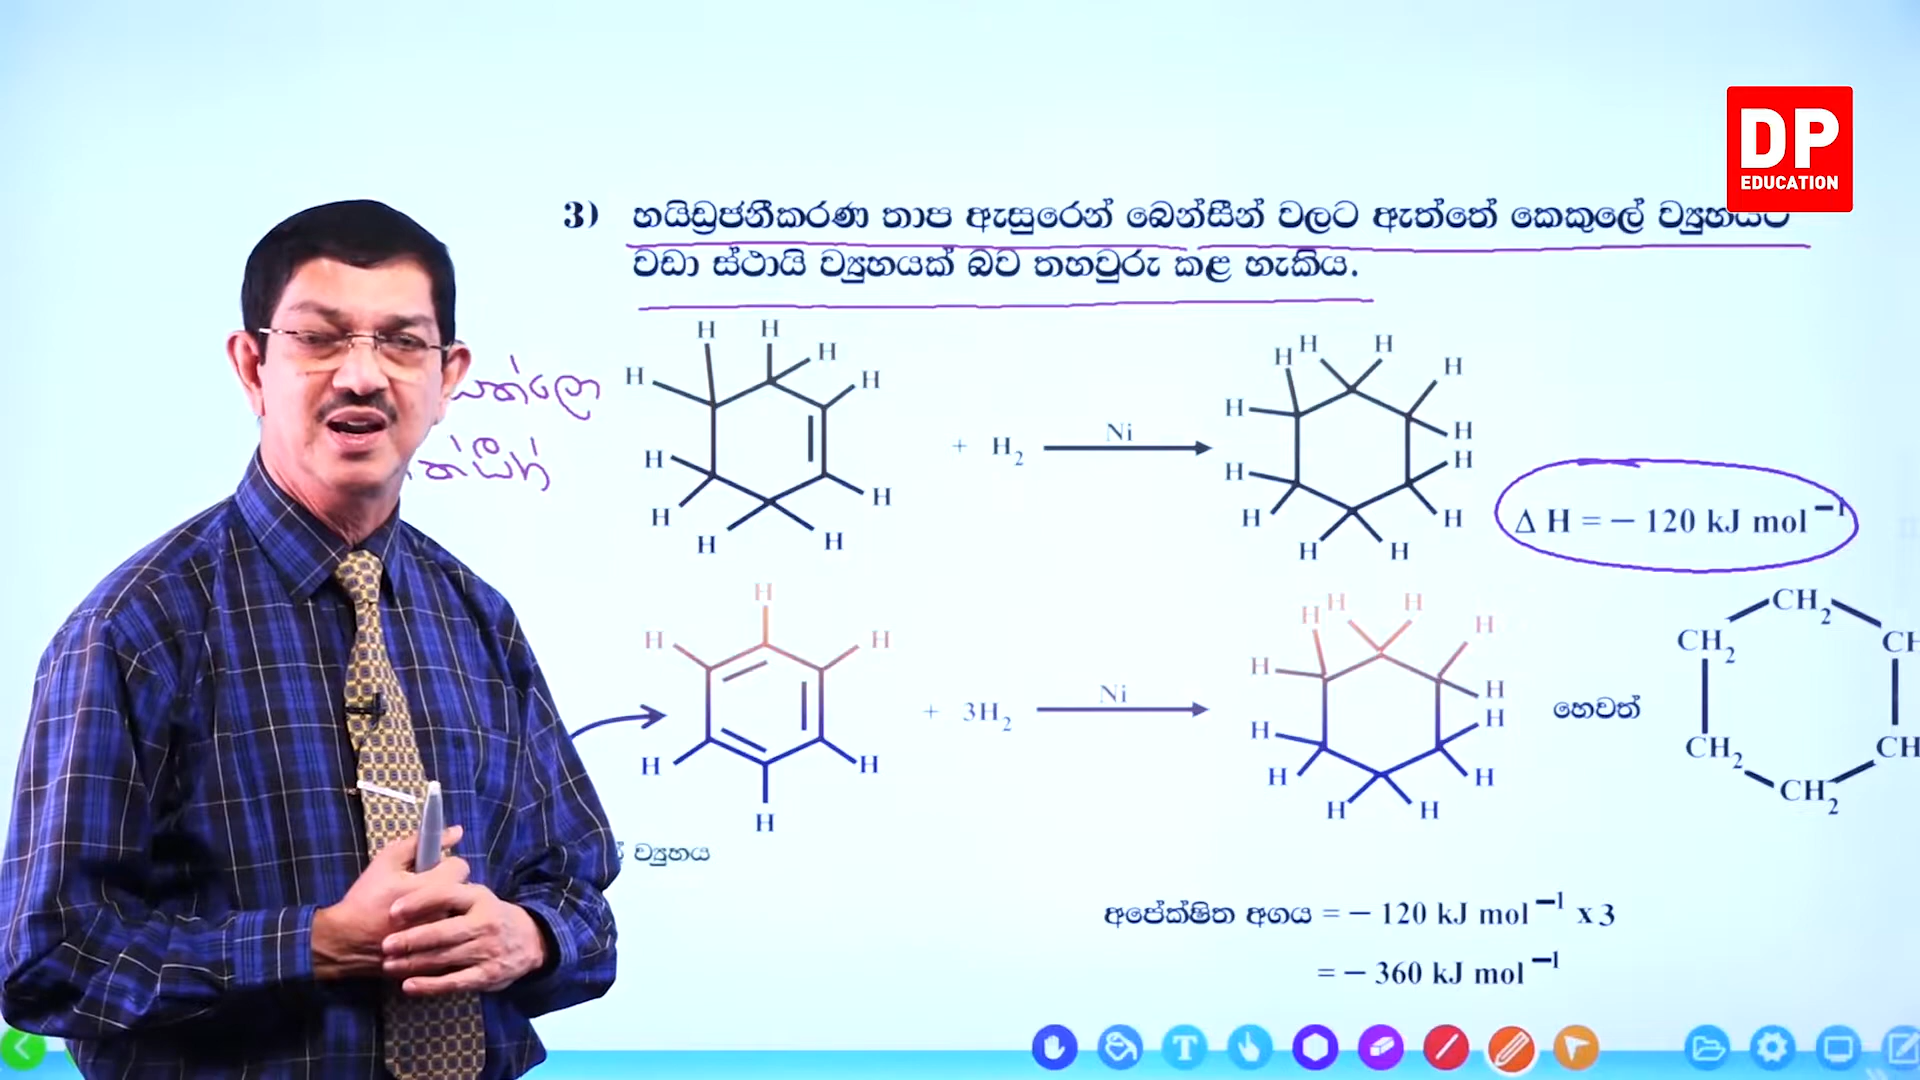 DP
EDUCATION
3) හයිඩ්‍රජනීකරණ තාප ඇසුරෙන් බෙන්සීන් වලට ඇත්තේ කෙකුලේ ව්‍යුහයට
වඩා ස්ථායි ව්‍යුහයක් බව තහවුරු කළ හැකිය.
H H H H H H H H H H
+ H₂ Ni
H H H H H H H H H H H H
Δ H = – 120 kJ mol⁻¹
H H H H H H
+ 3H₂ Ni
H H H H H H H H H H H H
හෙවත්
CH₂ CH₂ CH CH₂ CH CH₂
ව්‍යුහය
අපේක්ෂිත අගය = – 120 kJ mol⁻¹ x 3
= – 360 kJ mol⁻¹
T